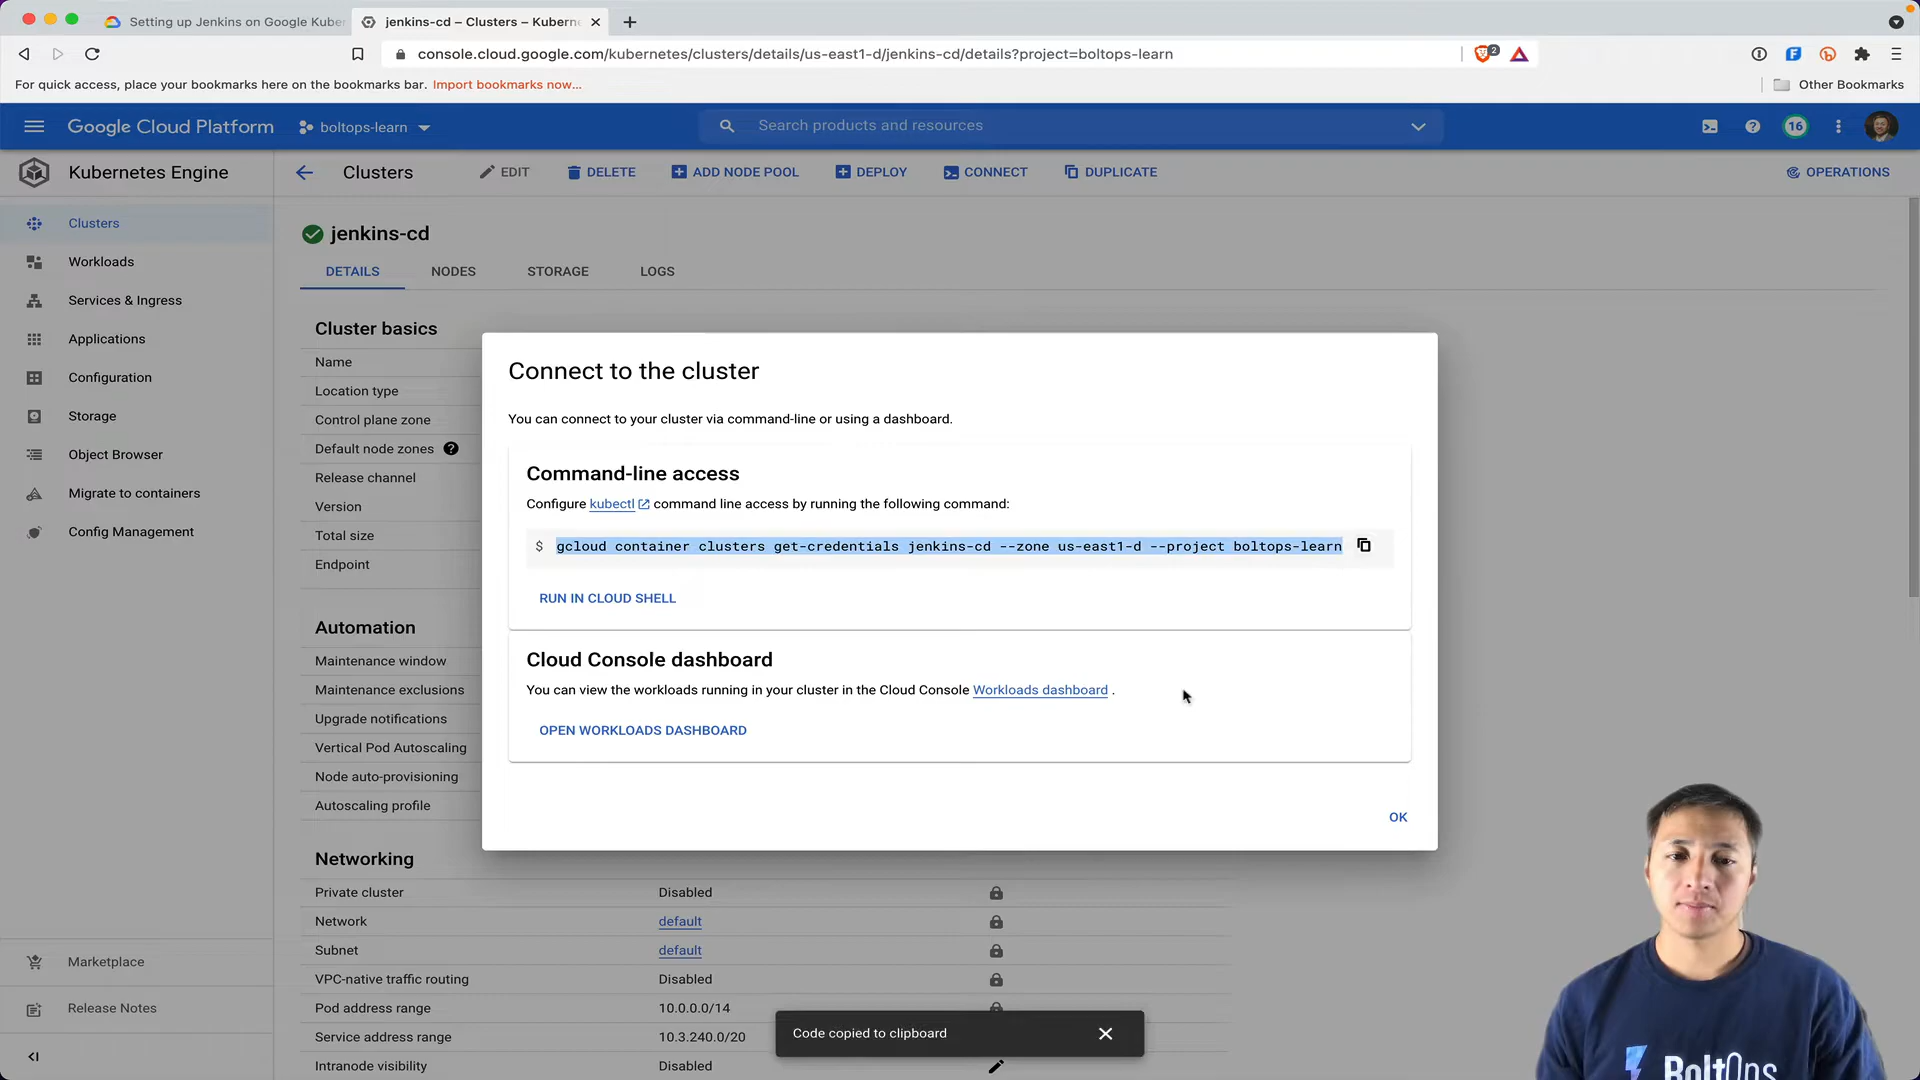 Setting up Jenkins on Google Kube
jenkins-cd – Clusters – Kubern
console.cloud.google.com/kubernetes/clusters/details/us-east1-d/jenkins-cd/details?project=boltops-learn
2
For quick access, place your bookmarks here on the bookmarks bar. Import bookmarks now...
Other Bookmarks
Google Cloud Platform
boltops-learn
Search products and resources
16
Kubernetes Engine
Clusters
EDIT
DELETE
ADD NODE POOL
DEPLOY
CONNECT
DUPLICATE
OPERATIONS
Clusters
Workloads
Services & Ingress
Applications
Configuration
Storage
Object Browser
Migrate to containers
Config Management
Marketplace
Release Notes
jenkins-cd
DETAILS
NODES
STORAGE
LOGS
Cluster basics
Name
Location type
Control plane zone
Default node zones
Release channel
Version
Total size
Endpoint
Automation
Maintenance window
Maintenance exclusions
Upgrade notifications
Vertical Pod Autoscaling
Node auto-provisioning
Autoscaling profile
Networking
Private cluster Disabled
Network default
Subnet default
VPC-native traffic routing Disabled
Pod address range 10.0.0.0/14
Service address range 10.3.240.0/20
Intranode visibility Disabled
Connect to the cluster
You can connect to your cluster via command-line or using a dashboard.
Command-line access
Configure kubectl command line access by running the following command:
$ gcloud container clusters get-credentials jenkins-cd --zone us-east1-d --project boltops-learn
RUN IN CLOUD SHELL
Cloud Console dashboard
You can view the workloads running in your cluster in the Cloud Console Workloads dashboard .
OPEN WORKLOADS DASHBOARD
OK
Code copied to clipboard
BoltOps